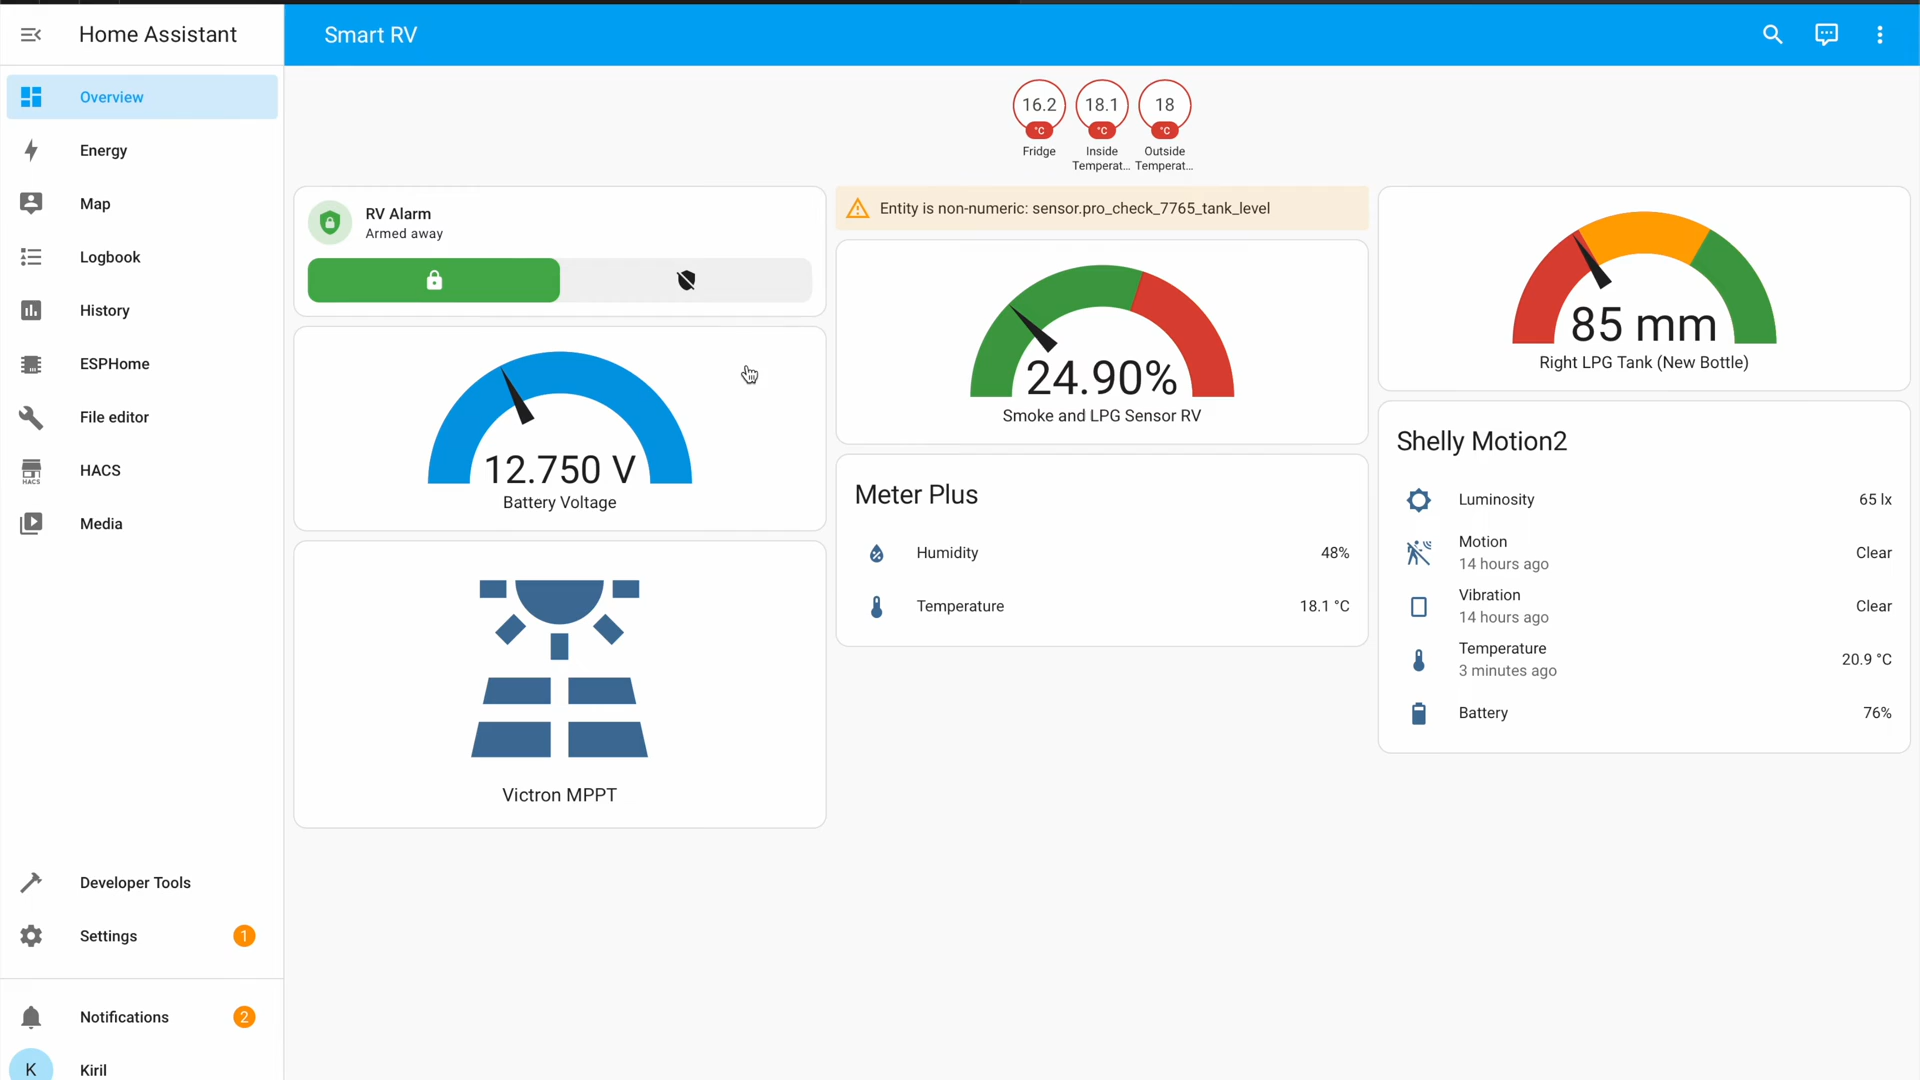 Home Assistant
Smart RV
Overview
Energy
Map
Logbook
History
ESPHome
File editor
HACS
HACS
Media
Developer Tools
Settings
1
Notifications
2
K
Kiril
16.2
°C
Fridge
18.1
°C
Inside
Temperat...
18
°C
Outside
Temperat...
RV Alarm
Armed away
12.750 V
Battery Voltage
Victron MPPT
Entity is non-numeric: sensor.pro_check_7765_tank_level
24.90%
Smoke and LPG Sensor RV
Meter Plus
Humidity
48%
Temperature
18.1 °C
85 mm
Right LPG Tank (New Bottle)
Shelly Motion2
Luminosity
65 lx
Motion
14 hours ago
Clear
Vibration
14 hours ago
Clear
Temperature
3 minutes ago
20.9 °C
Battery
76%